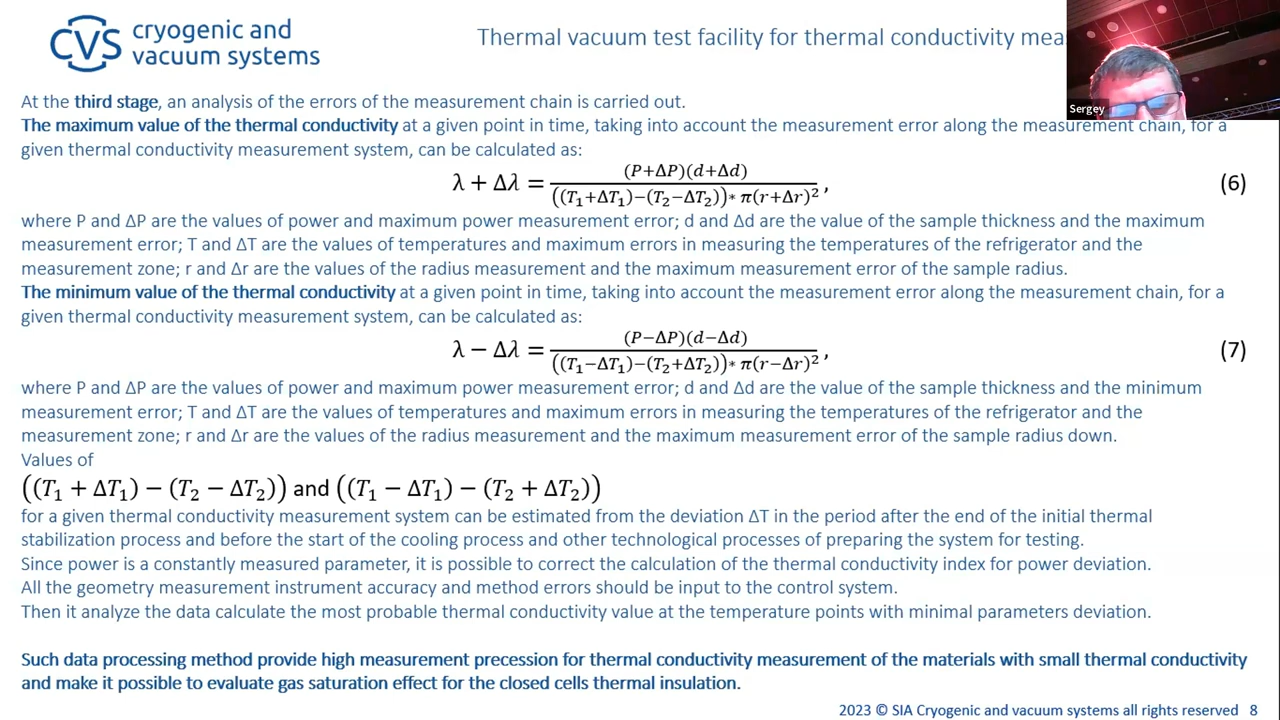 CVS cryogenic and
vacuum systems
Thermal vacuum test facility for thermal conductivity mea
Sergey
At the third stage, an analysis of the errors of the measurement chain is carried out.
The maximum value of the thermal conductivity at a given point in time, taking into account the measurement error along the measurement chain, for a
given thermal conductivity measurement system, can be calculated as:
λ + Δλ = (P+ΔP)(d+Δd) / ((T₁+ΔT₁)−(T₂−ΔT₂))∗ π(r+Δr)² , (6)
where P and ΔP are the values of power and maximum power measurement error; d and Δd are the value of the sample thickness and the maximum
measurement error; T and ΔT are the values of temperatures and maximum errors in measuring the temperatures of the refrigerator and the
measurement zone; r and Δr are the values of the radius measurement and the maximum measurement error of the sample radius.
The minimum value of the thermal conductivity at a given point in time, taking into account the measurement error along the measurement chain, for a
given thermal conductivity measurement system, can be calculated as:
λ − Δλ = (P−ΔP)(d−Δd) / ((T₁−ΔT₁)−(T₂+ΔT₂))∗ π(r−Δr)² , (7)
where P and ΔP are the values of power and maximum power measurement error; d and Δd are the value of the sample thickness and the minimum
measurement error; T and ΔT are the values of temperatures and maximum errors in measuring the temperatures of the refrigerator and the
measurement zone; r and Δr are the values of the radius measurement and the maximum measurement error of the sample radius down.
Values of
((T₁ + ΔT₁) − (T₂ − ΔT₂)) and ((T₁ − ΔT₁) − (T₂ + ΔT₂))
for a given thermal conductivity measurement system can be estimated from the deviation ΔT in the period after the end of the initial thermal
stabilization process and before the start of the cooling process and other technological processes of preparing the system for testing.
Since power is a constantly measured parameter, it is possible to correct the calculation of the thermal conductivity index for power deviation.
All the geometry measurement instrument accuracy and method errors should be input to the control system.
Then it analyze the data calculate the most probable thermal conductivity value at the temperature points with minimal parameters deviation.
Such data processing method provide high measurement precession for thermal conductivity measurement of the materials with small thermal conductivity
and make it possible to evaluate gas saturation effect for the closed cells thermal insulation.
2023 © SIA Cryogenic and vacuum systems all rights reserved 8